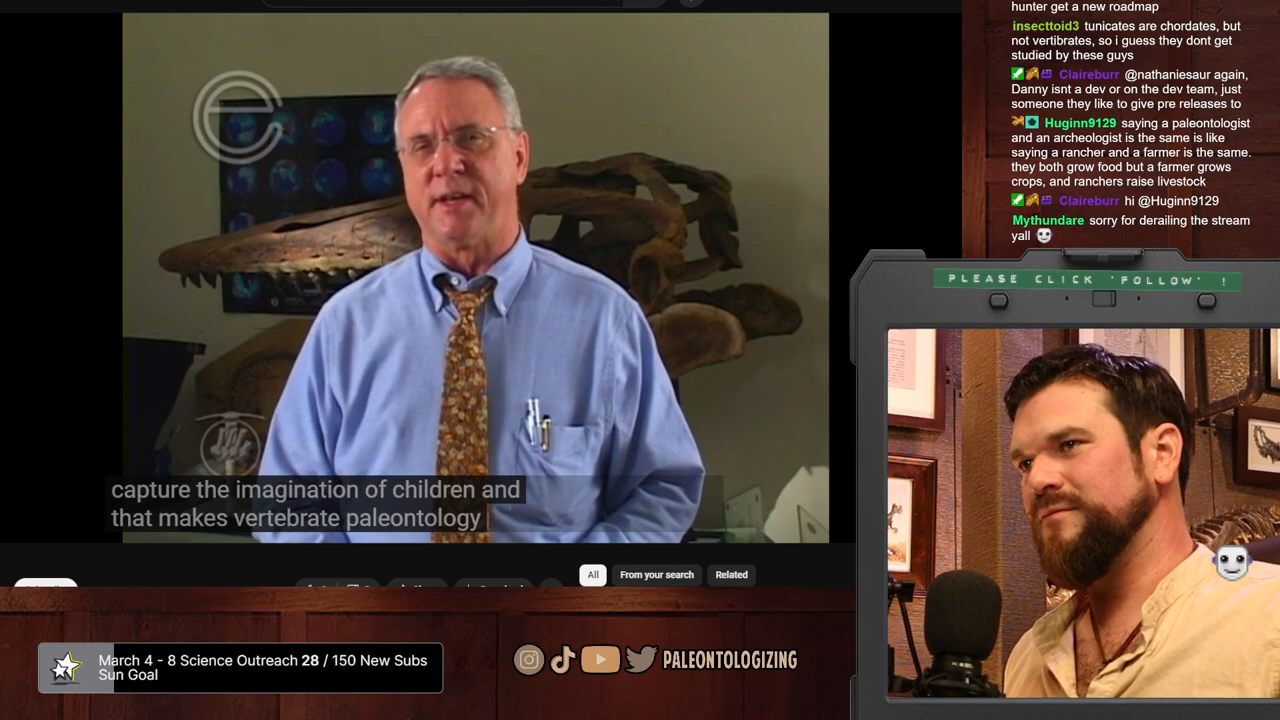 hunter get a new roadmap
insecttoid3 tunicates are chordates, but
not vertibrates, so i guess they dont get
studied by these guys
Claireburr @nathaniesaur again,
Danny isnt a dev or on the dev team, just
someone they like to give pre releases to
Huginn9129 saying a paleontologist
and an archeologist is the same is like
saying a rancher and a farmer is the same.
they both grow food but a farmer grows
crops, and ranchers raise livestock
Claireburr hi @Huginn9129
Mythundare sorry for derailing the stream
yall
PLEASE CLICK 'FOLLOW' !
capture the imagination of children and
that makes vertebrate paleontology
All From your search Related
March 4 - 8 Science Outreach 28 / 150 New Subs
Sun Goal
PALEONTOLOGIZING